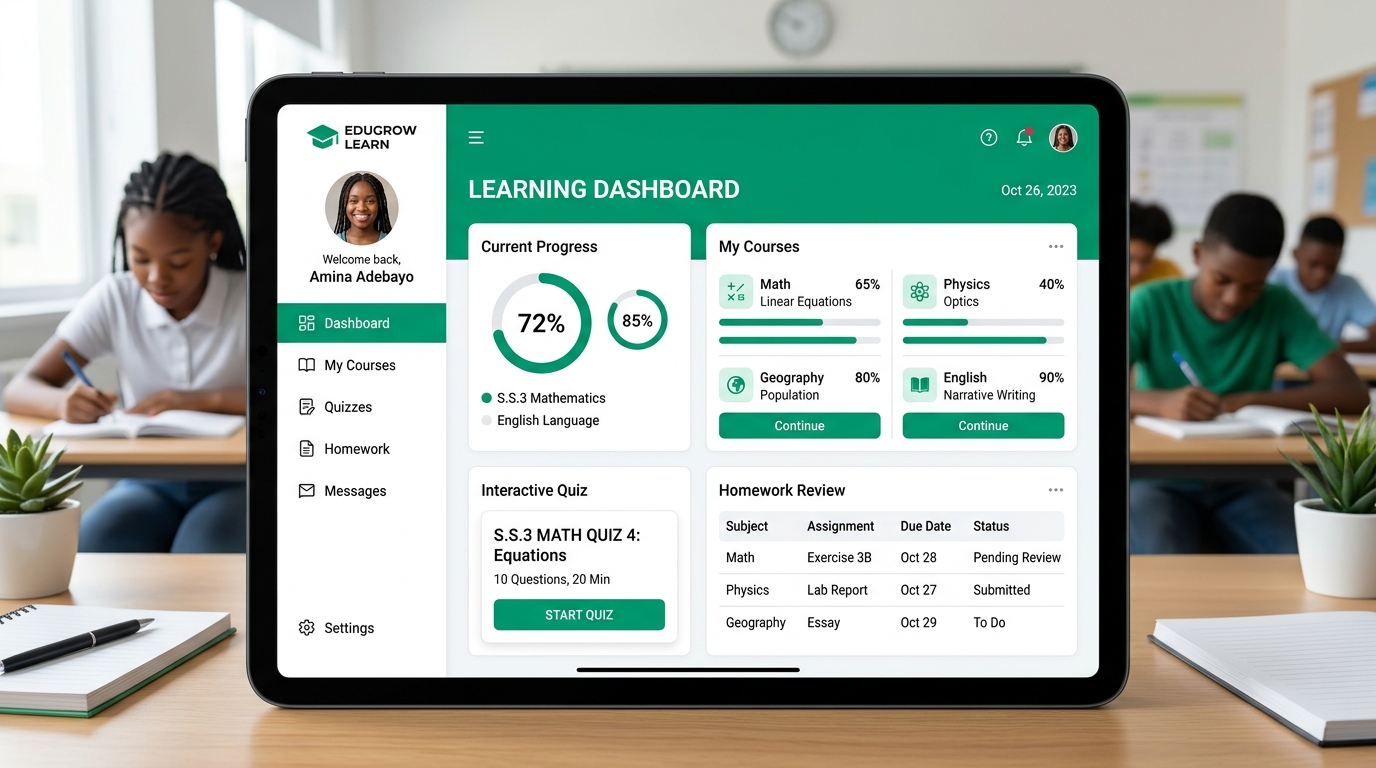 EDUGROW
LEARN
Welcome back,
Amina Adebayo
Dashboard
My Courses
Quizzes
Homework
Messages
Settings
LEARNING DASHBOARD
Oct 26, 2023
Current Progress
72%
85%
S.S.3 Mathematics
English Language
My Courses
Math 65%
Linear Equations
Physics 40%
Optics
Geography 80%
Population
Continue
English 90%
Narrative Writing
Continue
Interactive Quiz
S.S.3 MATH QUIZ 4:
Equations
10 Questions, 20 Min
START QUIZ
Homework Review
Subject Assignment Due Date Status
Math Exercise 3B Oct 28 Pending Review
Physics Lab Report Oct 27 Submitted
Geography Essay Oct 29 To Do